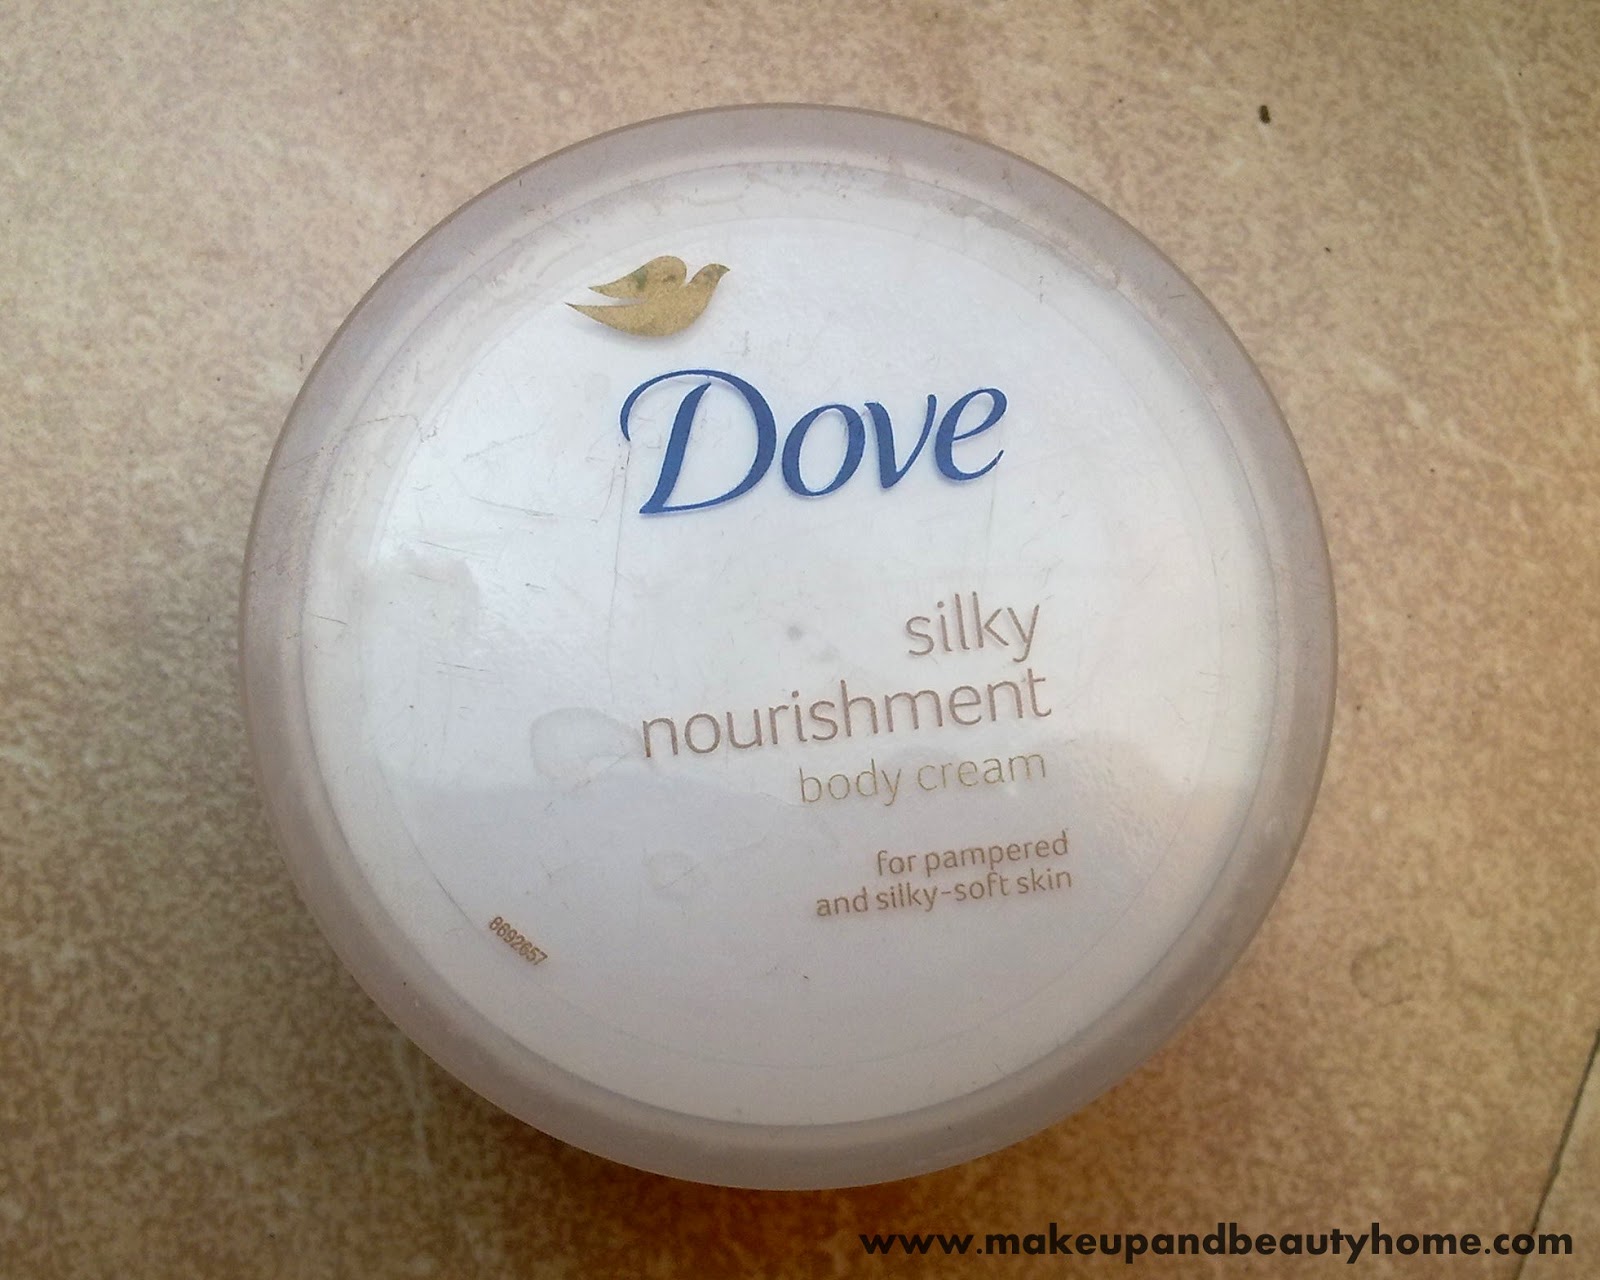 Dove
silky
nourishment
body cream
for pampered
and silky-soft skin
8692657
www.makeupandbeautyhome.com